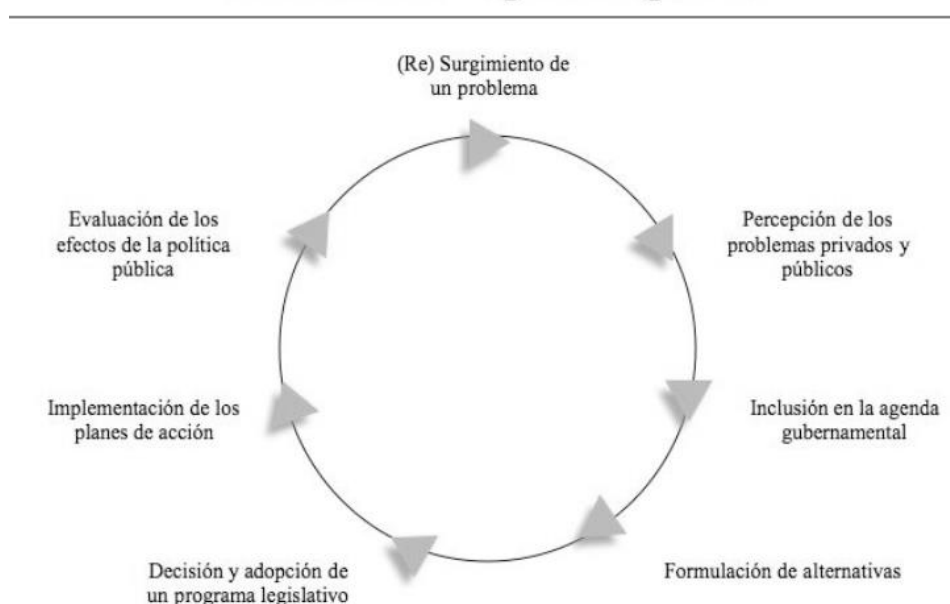 (Re) Surgimiento de
un problema
Percepción de los
problemas privados y
públicos
Inclusión en la agenda
gubernamental
Formulación de alternativas
Decisión y adopción de
un programa legislativo
Implementación de los
planes de acción
Evaluación de los
efectos de la política
pública